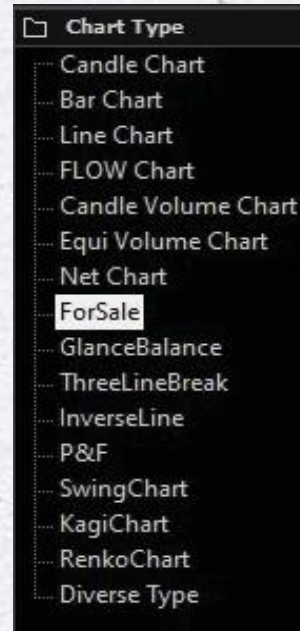 Chart Type
Candle Chart
Bar Chart
Line Chart
FLOW Chart
Candle Volume Chart
Equi Volume Chart
Net Chart
ForSale
GlanceBalance
ThreeLineBreak
InverseLine
P&F
SwingChart
KagiChart
RenkoChart
Diverse Type